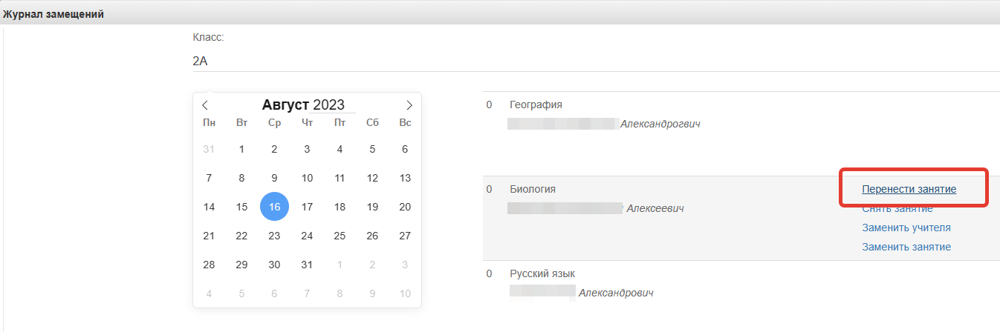 Журнал замещений
Класс:
2А
Август 2023
Пн Вт Ср Чт Пт Сб Вс
31 1 2 3 4 5 6
7 8 9 10 11 12 13
14 15 16 17 18 19 20
21 22 23 24 25 26 27
28 29 30 31 1 2 3
4 5 6 7 8 9 10
0 География
Александрогвич
0 Биология
Алексеевич
Перенести занятие
Снять занятие
Заменить учителя
Заменить занятие
0 Русский язык
Александрович